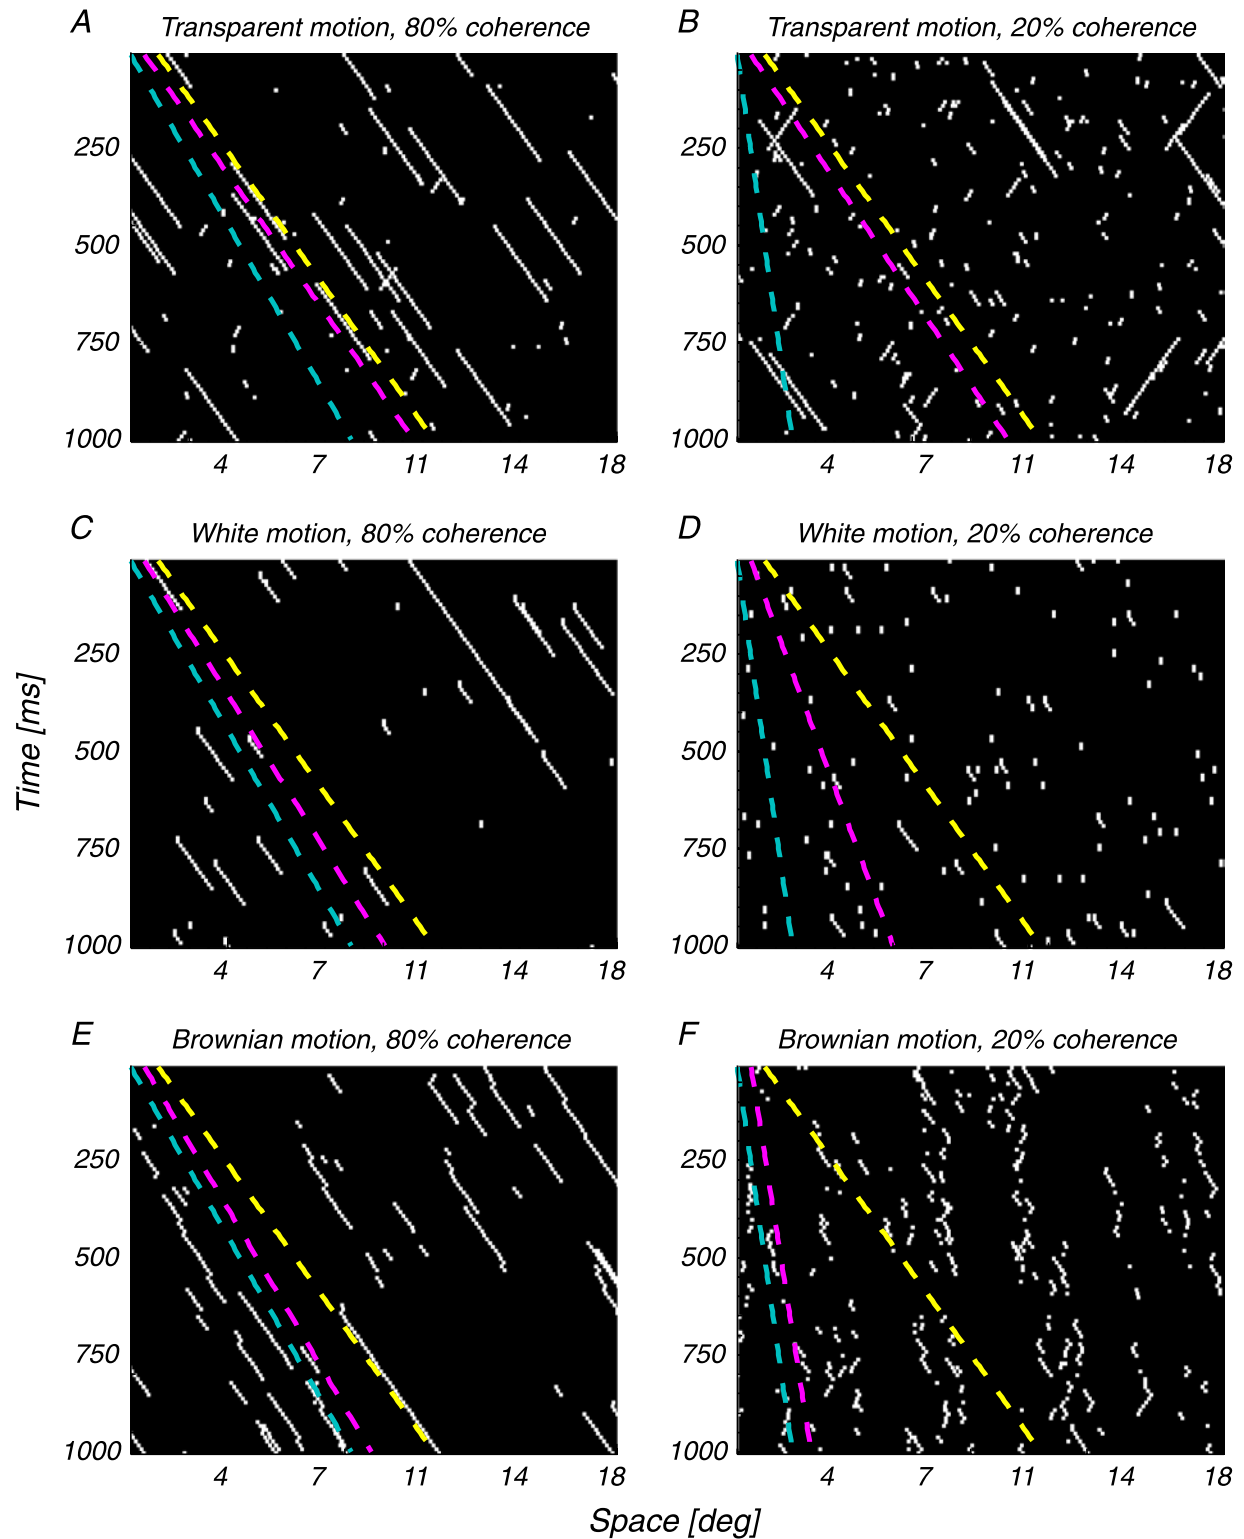 A Transparent motion, 80% coherence
B Transparent motion, 20% coherence
250
500
750
1000
4 7 11 14 18
250
500
750
1000
4 7 11 14 18
C White motion, 80% coherence
D White motion, 20% coherence
Time [ms]
250
500
750
1000
4 7 11 14 18
250
500
750
1000
4 7 11 14 18
E Brownian motion, 80% coherence
F Brownian motion, 20% coherence
250
500
750
1000
4 7 11 14 18
250
500
750
1000
4 7 11 14 18
Space [deg]